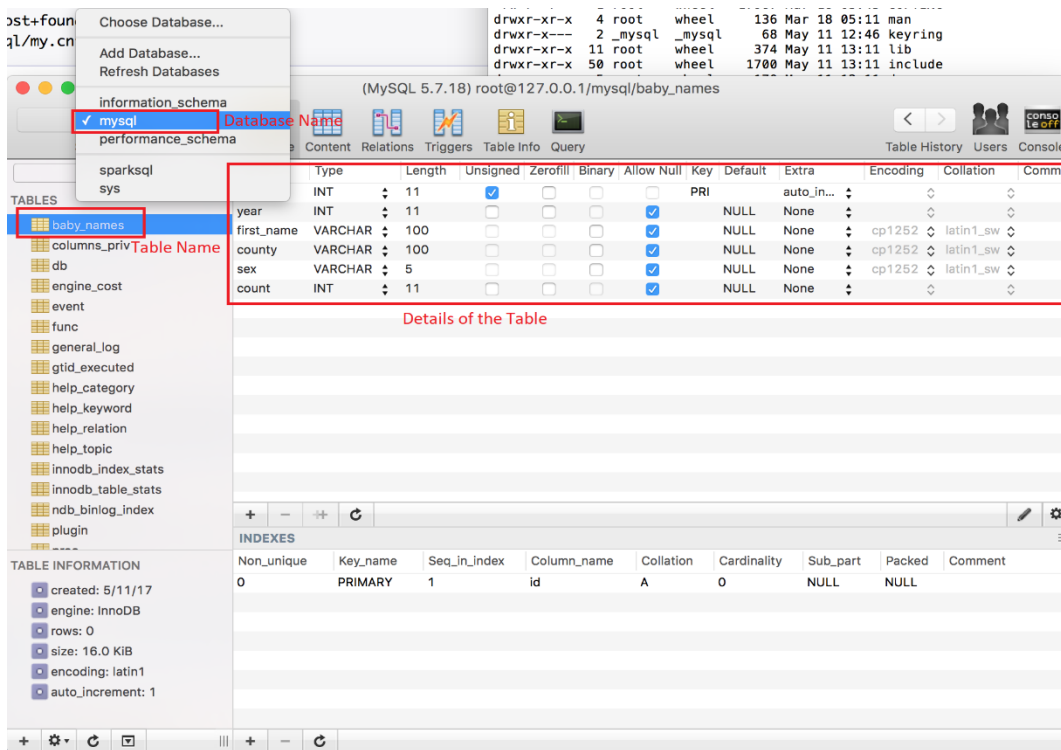 ost+foun
ql/my.cn
drwxr-xr-x 4 root wheel 136 Mar 18 05:11 man
drwxr-x--- 2 _mysql _mysql 68 May 11 12:46 keyring
drwxr-xr-x 11 root wheel 374 May 11 13:11 lib
drwxr-xr-x 50 root wheel 1700 May 11 13:11 include
Choose Database...
Add Database...
Refresh Databases
information_schema
✓ mysql
performance_schema
sparksql
sys
Database Name
(MySQL 5.7.18) root@127.0.0.1/mysql/baby_names
conso
le off
Content Relations Triggers Table Info Query Table History Users Console
Type Length Unsigned Zerofill Binary Allow Null Key Default Extra Encoding Collation Comm
INT 11 PRI auto_in...
year INT 11 NULL None
first_name VARCHAR 100 NULL None cp1252 latin1_sw
county VARCHAR 100 NULL None cp1252 latin1_sw
sex VARCHAR 5 NULL None cp1252 latin1_sw
count INT 11 NULL None
Details of the Table
TABLES
baby_names
columns_priv
Table Name
db
engine_cost
event
func
general_log
gtid_executed
help_category
help_keyword
help_relation
help_topic
innodb_index_stats
innodb_table_stats
ndb_binlog_index
plugin
INDEXES
Non_unique Key_name Seq_in_index Column_name Collation Cardinality Sub_part Packed Comment
0 PRIMARY 1 id A 0 NULL NULL
TABLE INFORMATION
created: 5/11/17
engine: InnoDB
rows: 0
size: 16.0 KiB
encoding: latin1
auto_increment: 1